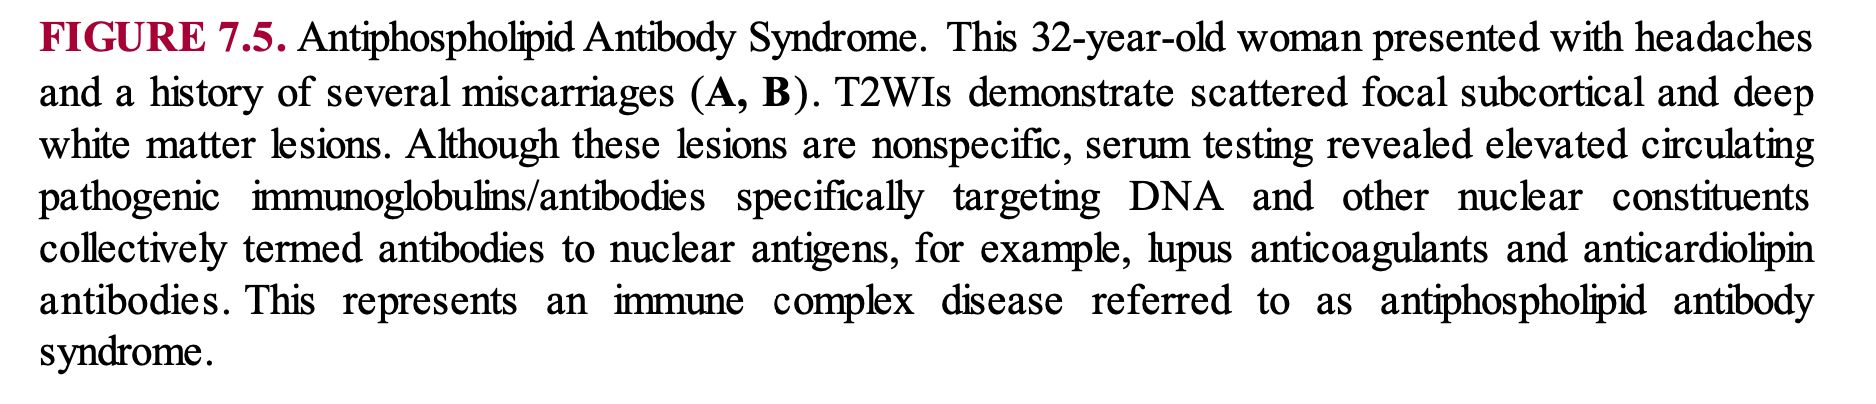 FIGURE 7.5. Antiphospholipid Antibody Syndrome. This 32-year-old woman presented with headaches
and a history of several miscarriages (A, B). T2WIs demonstrate scattered focal subcortical and deep
white matter lesions. Although these lesions are nonspecific, serum testing revealed elevated circulating
pathogenic immunoglobulins/antibodies specifically targeting DNA and other nuclear constituents
collectively termed antibodies to nuclear antigens, for example, lupus anticoagulants and anticardiolipin
antibodies. This represents an immune complex disease referred to as antiphospholipid antibody
syndrome.